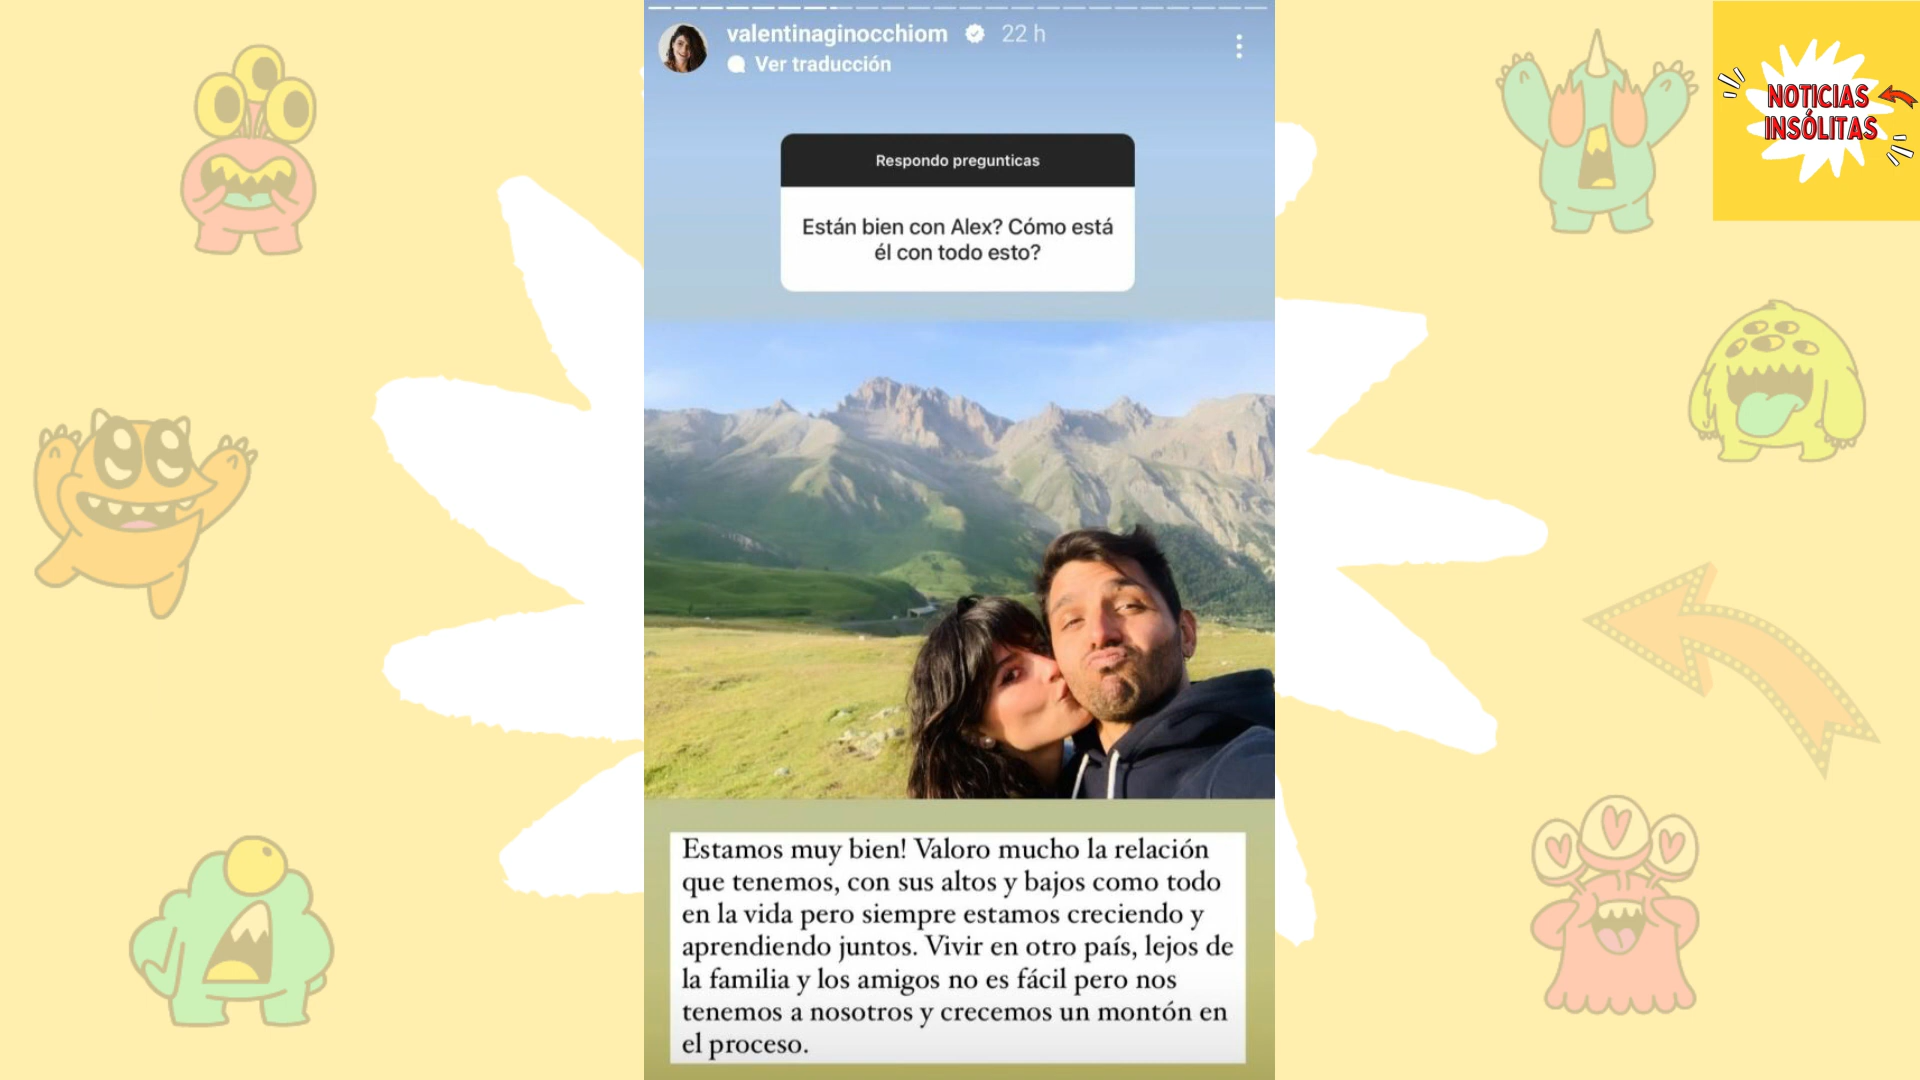 valentinaginocchiom 22 h
Ver traducción
NOTICIAS
INSÓLITAS
Respondo pregunticas
Están bien con Alex? Cómo está
él con todo esto?
Estamos muy bien! Valoro mucho la relación
que tenemos, con sus altos y bajos como todo
en la vida pero siempre estamos creciendo y
aprendiendo juntos. Vivir en otro país, lejos de
la familia y los amigos no es fácil pero nos
tenemos a nosotros y crecemos un montón en
el proceso.